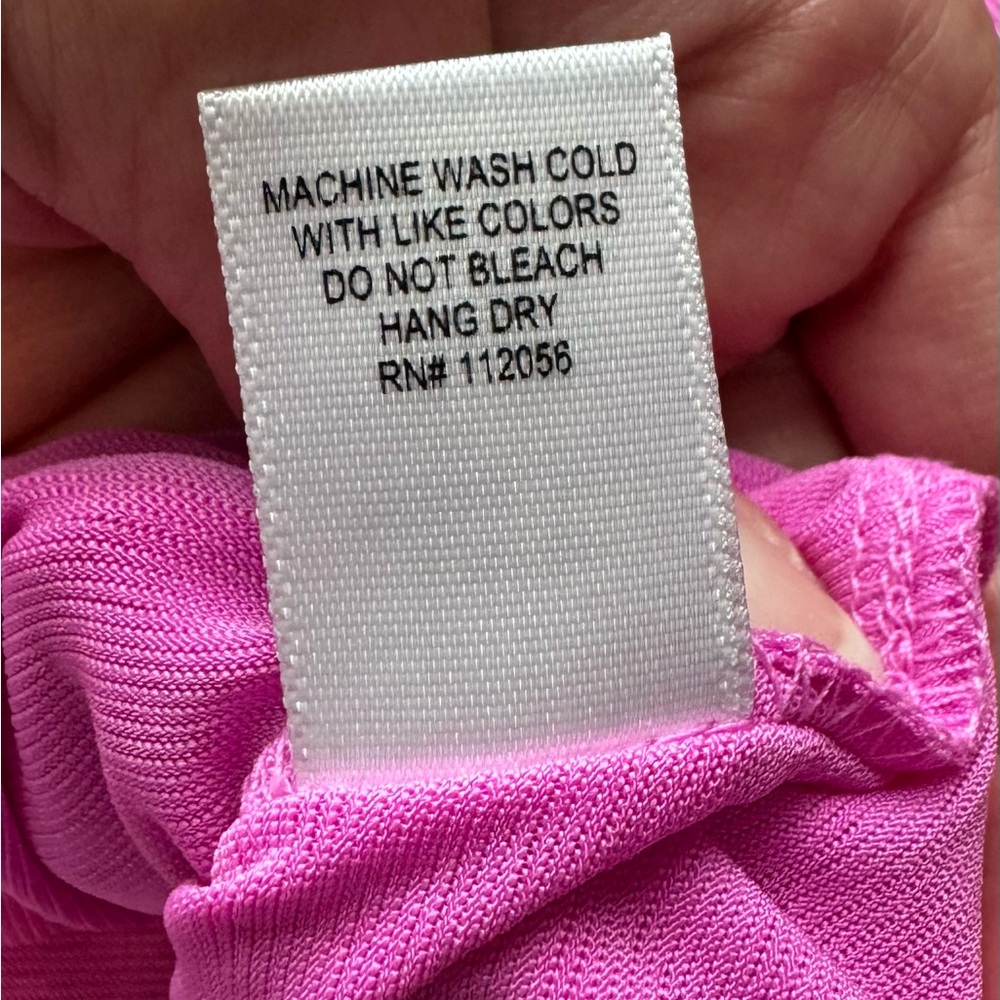 MACHINE WASH COLD
WITH LIKE COLORS
DO NOT BLEACH
HANG DRY
RN# 112056